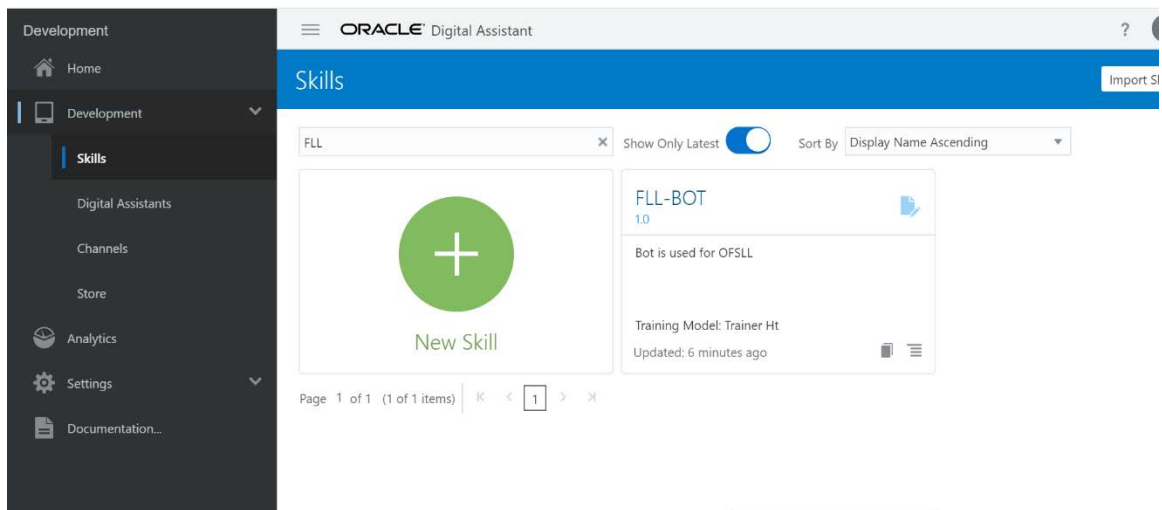 Development
Home
Development
Skills
Digital Assistants
Channels
Store
Analytics
Settings
Documentation...
ORACLE® Digital Assistant
?
Skills
Import
FLL
Show Only Latest
Sort By Display Name Ascending
New Skill
FLL-BOT
1.0
Bot is used for OFSLL
Training Model: Trainer Ht
Updated: 6 minutes ago
Page 1 of 1 (1 of 1 items) 1